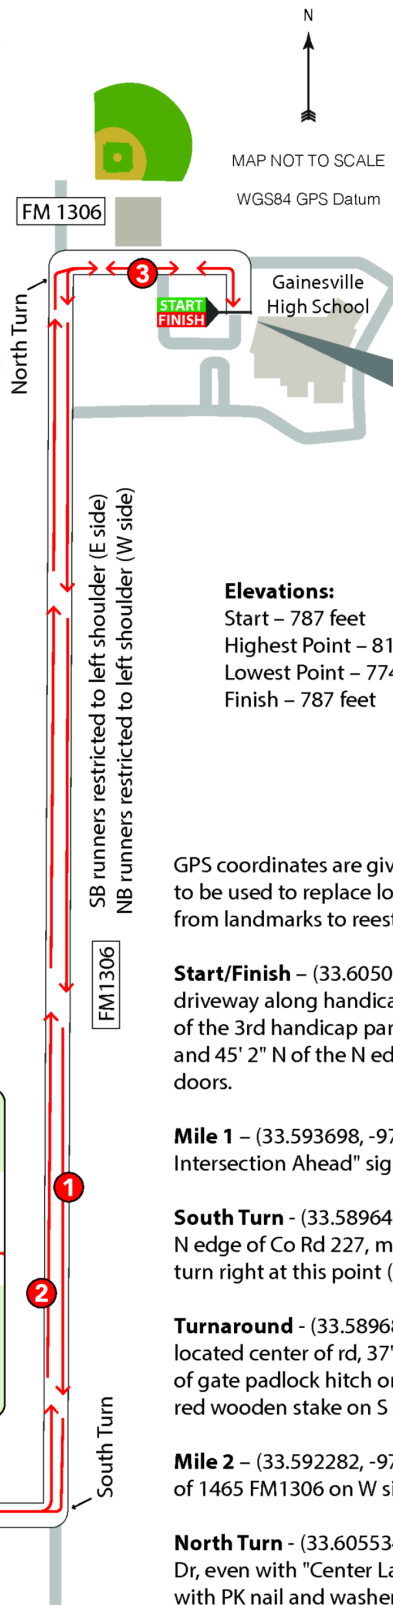 N
MAP NOT TO SCALE
WGS84 GPS Datum
FM 1306
3
START
FINISH
Gainesville
High School
North Turn
SB runners restricted to left shoulder (E side)
NB runners restricted to left shoulder (W side)
Elevations:
Start – 787 feet
Highest Point – 81
Lowest Point – 774
Finish – 787 feet
GPS coordinates are giv
to be used to replace lo
from landmarks to reest
FM1306
Start/Finish – (33.6050
driveway along handica
of the 3rd handicap par
and 45' 2" N of the N ed
doors.
Mile 1 – (33.593698, -97
Intersection Ahead" sig
1
South Turn - (33.58964
N edge of Co Rd 227, m
turn right at this point (
2
Turnaround - (33.58968
located center of rd, 37'
of gate padlock hitch on
red wooden stake on S
South Turn
Mile 2 – (33.592282, -97
of 1465 FM1306 on W si
North Turn - (33.605534
Dr, even with "Center La
with PK nail and washer